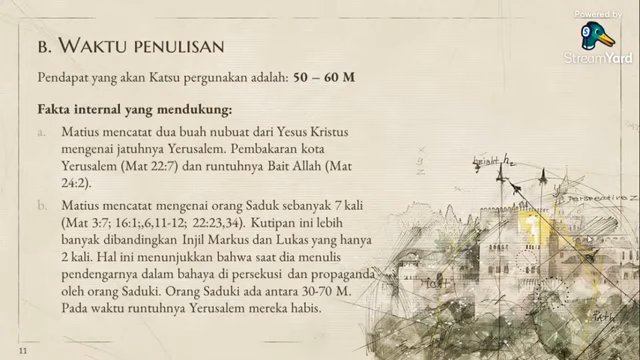 Powered by
StreamYard
B. WAKTU PENULISAN
Pendapat yang akan Katsu pergunakan adalah: 50 – 60 M
Fakta internal yang mendukung:
a. Matius mencatat dua buah nubuat dari Yesus Kristus
mengenai jatuhnya Yerusalem. Pembakaran kota
Yerusalem (Mat 22:7) dan runtuhnya Bait Allah (Mat
24:2).
b. Matius mencatat mengenai orang Saduk sebanyak 7 kali
(Mat 3:7; 16:1;,6,11-12; 22:23,34). Kutipan ini lebih
banyak dibandingkan Injil Markus dan Lukas yang hanya
2 kali. Hal ini menunjukkan bahwa saat dia menulis
pendengarnya dalam bahaya di persekusi dan propaganda
oleh orang Saduki. Orang Saduki ada antara 30-70 M.
Pada waktu runtuhnya Yerusalem mereka habis.
11